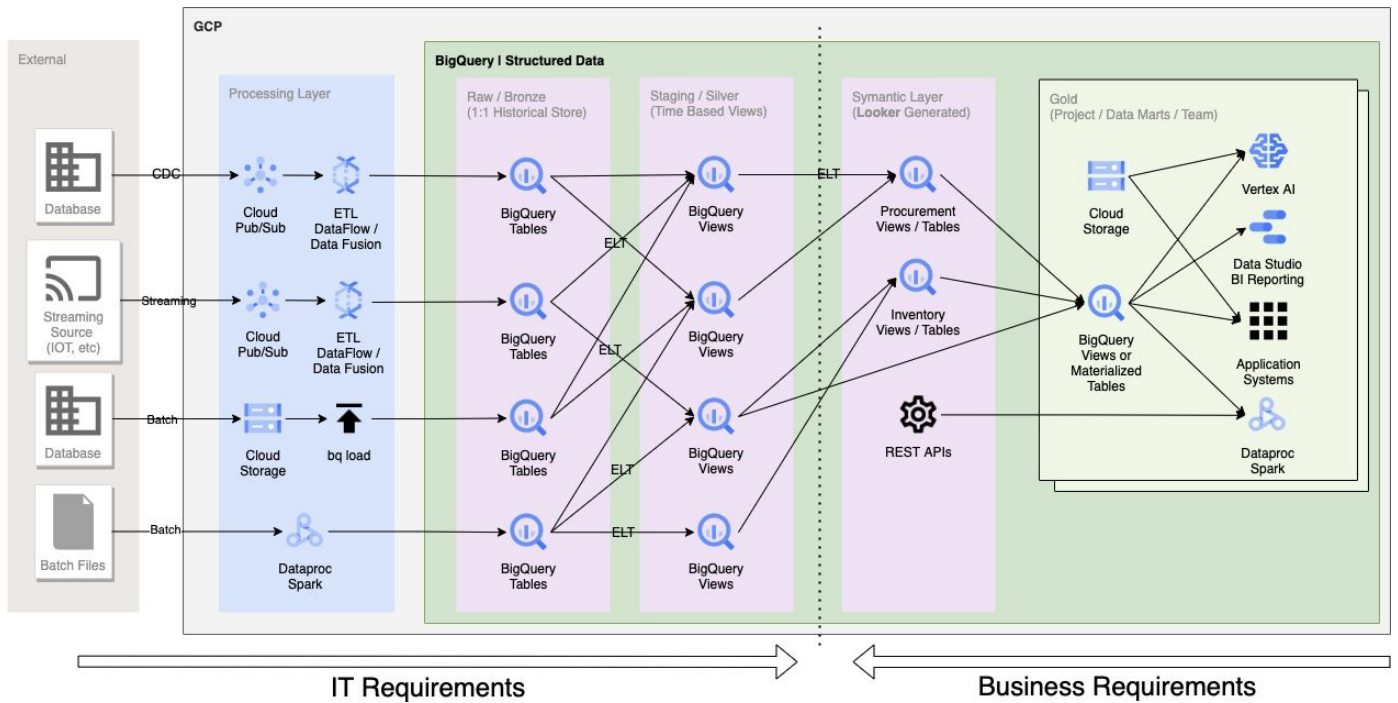 GCP
External
BigQuery | Structured Data
Processing Layer
Raw / Bronze
(1:1 Historical Store)
Staging / Silver
(Time Based Views)
Symantic Layer
(Looker Generated)
Gold
(Project / Data Marts / Team)
Database
CDC
Cloud
Pub/Sub
ETL
DataFlow /
Data Fusion
BigQuery
Tables
BigQuery
Views
ELT
Procurement
Views / Tables
Cloud
Storage
Vertex AI
ELT
Data Studio
BI Reporting
Streaming
Source
(IOT, etc)
Streaming
Cloud
Pub/Sub
ETL
DataFlow /
Data Fusion
BigQuery
Tables
BigQuery
Views
ELT
Inventory
Views / Tables
BigQuery
Views or
Materialized
Tables
Application
Systems
Database
Batch
Cloud
Storage
bq load
BigQuery
Tables
BigQuery
Views
ELT
REST APIs
Dataproc
Spark
Batch Files
Batch
Dataproc
Spark
BigQuery
Tables
ELT
BigQuery
Views
IT Requirements
Business Requirements